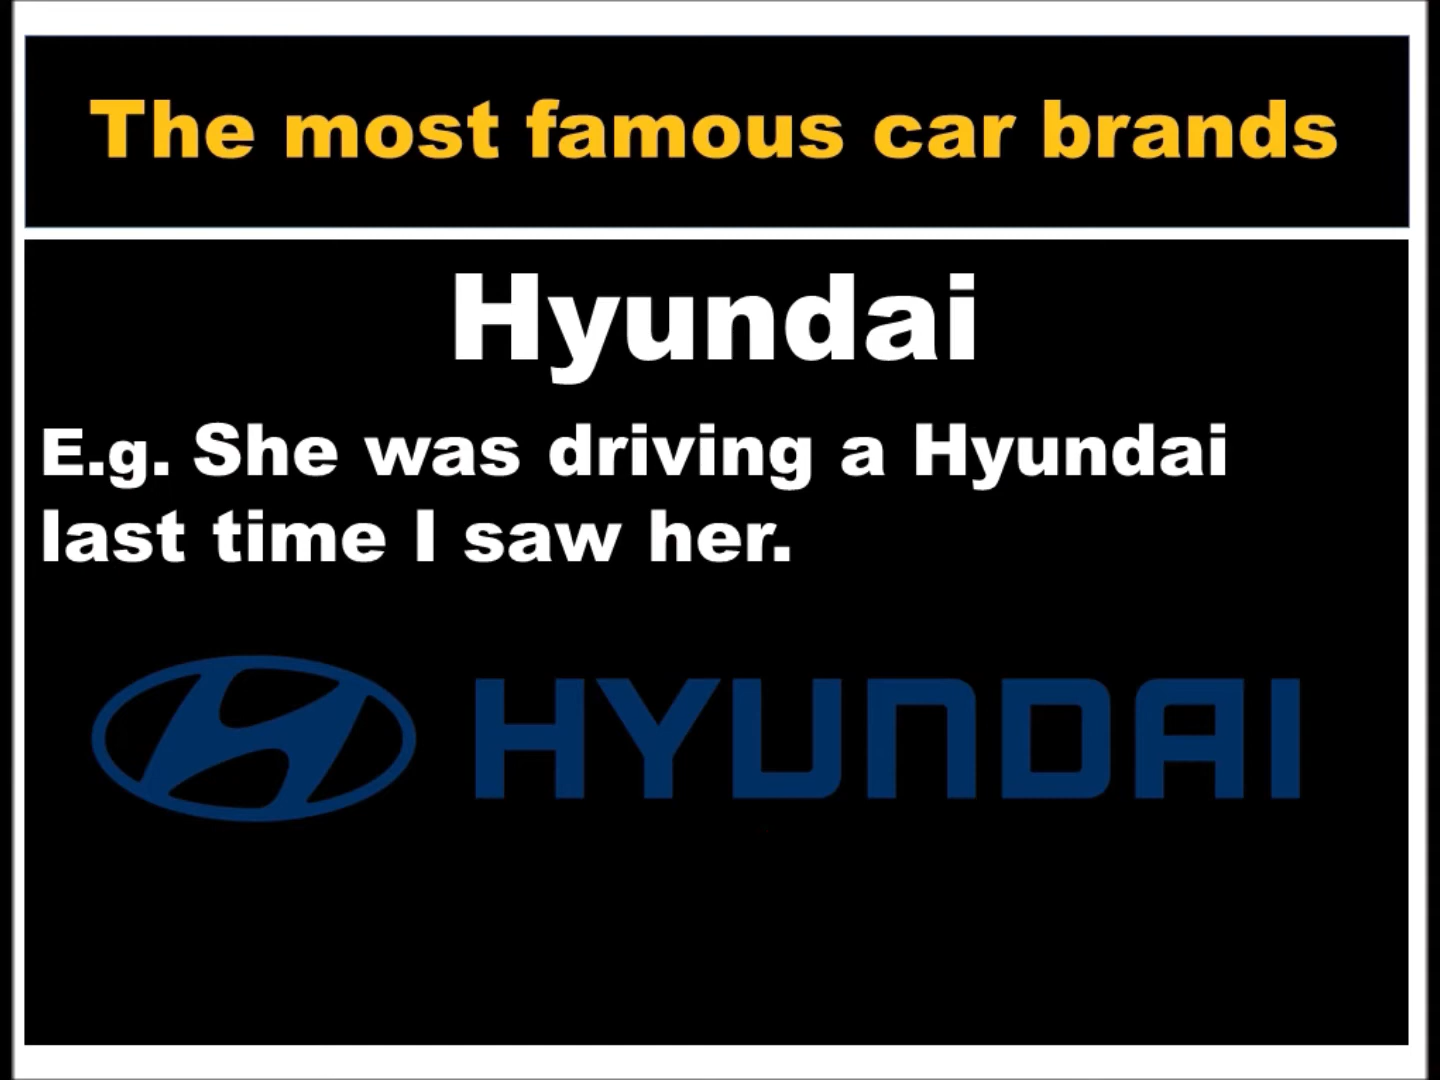 The most famous car brands
Hyundai
E.g. She was driving a Hyundai
last time I saw her.
HYUNDAI